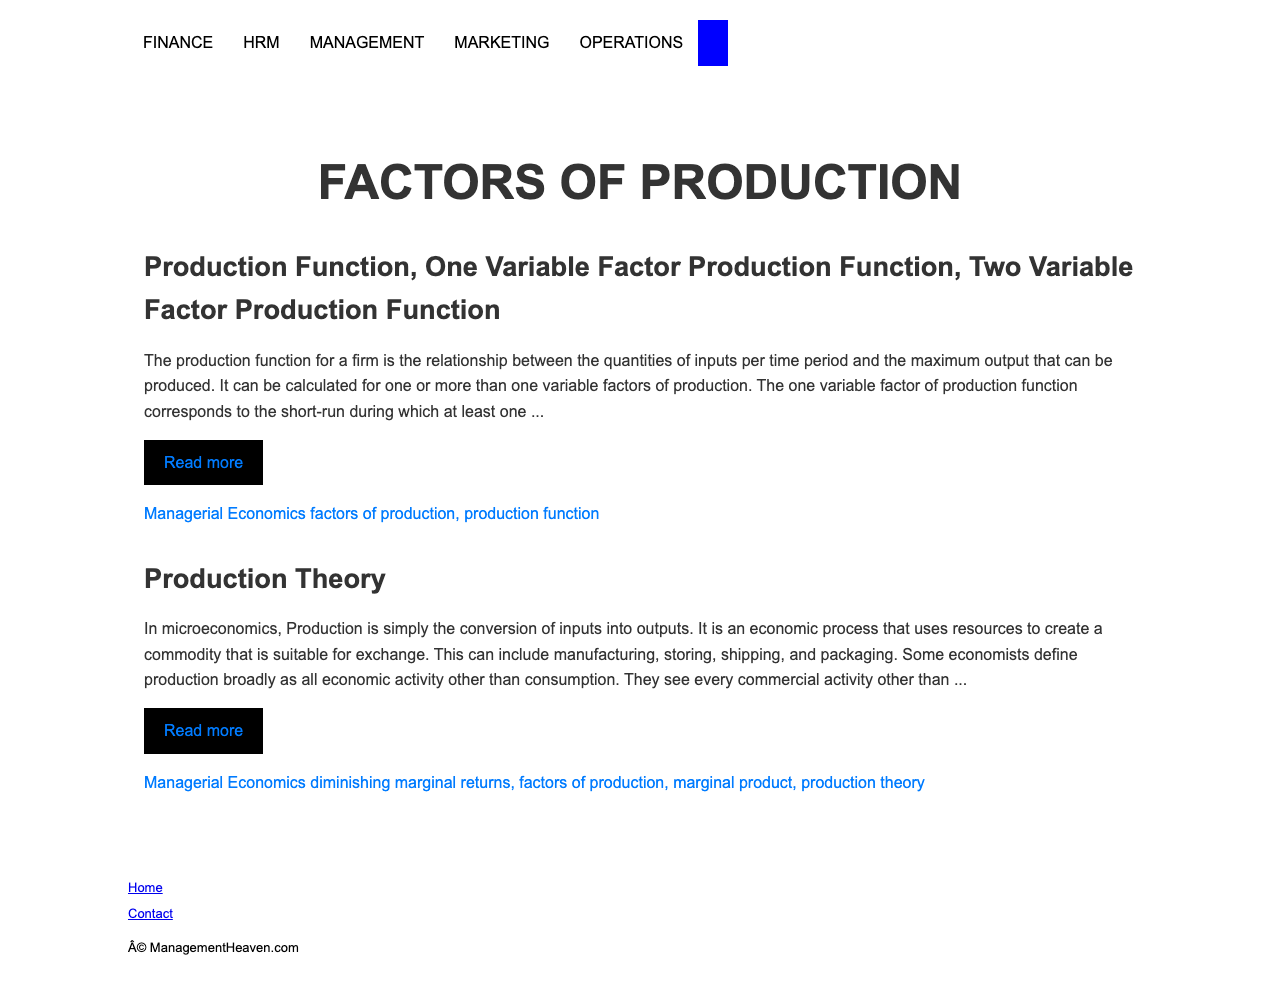 FINANCE HRM MANAGEMENT MARKETING OPERATIONS
FACTORS OF PRODUCTION
Production Function, One Variable Factor Production Function, Two Variable
Factor Production Function
The production function for a firm is the relationship between the quantities of inputs per time period and the maximum output that can be
produced. It can be calculated for one or more than one variable factors of production. The one variable factor of production function
corresponds to the short-run during which at least one ...
Read more
Managerial Economics factors of production, production function
Production Theory
In microeconomics, Production is simply the conversion of inputs into outputs. It is an economic process that uses resources to create a
commodity that is suitable for exchange. This can include manufacturing, storing, shipping, and packaging. Some economists define
production broadly as all economic activity other than consumption. They see every commercial activity other than ...
Read more
Managerial Economics diminishing marginal returns, factors of production, marginal product, production theory
Home
Contact
Â© ManagementHeaven.com